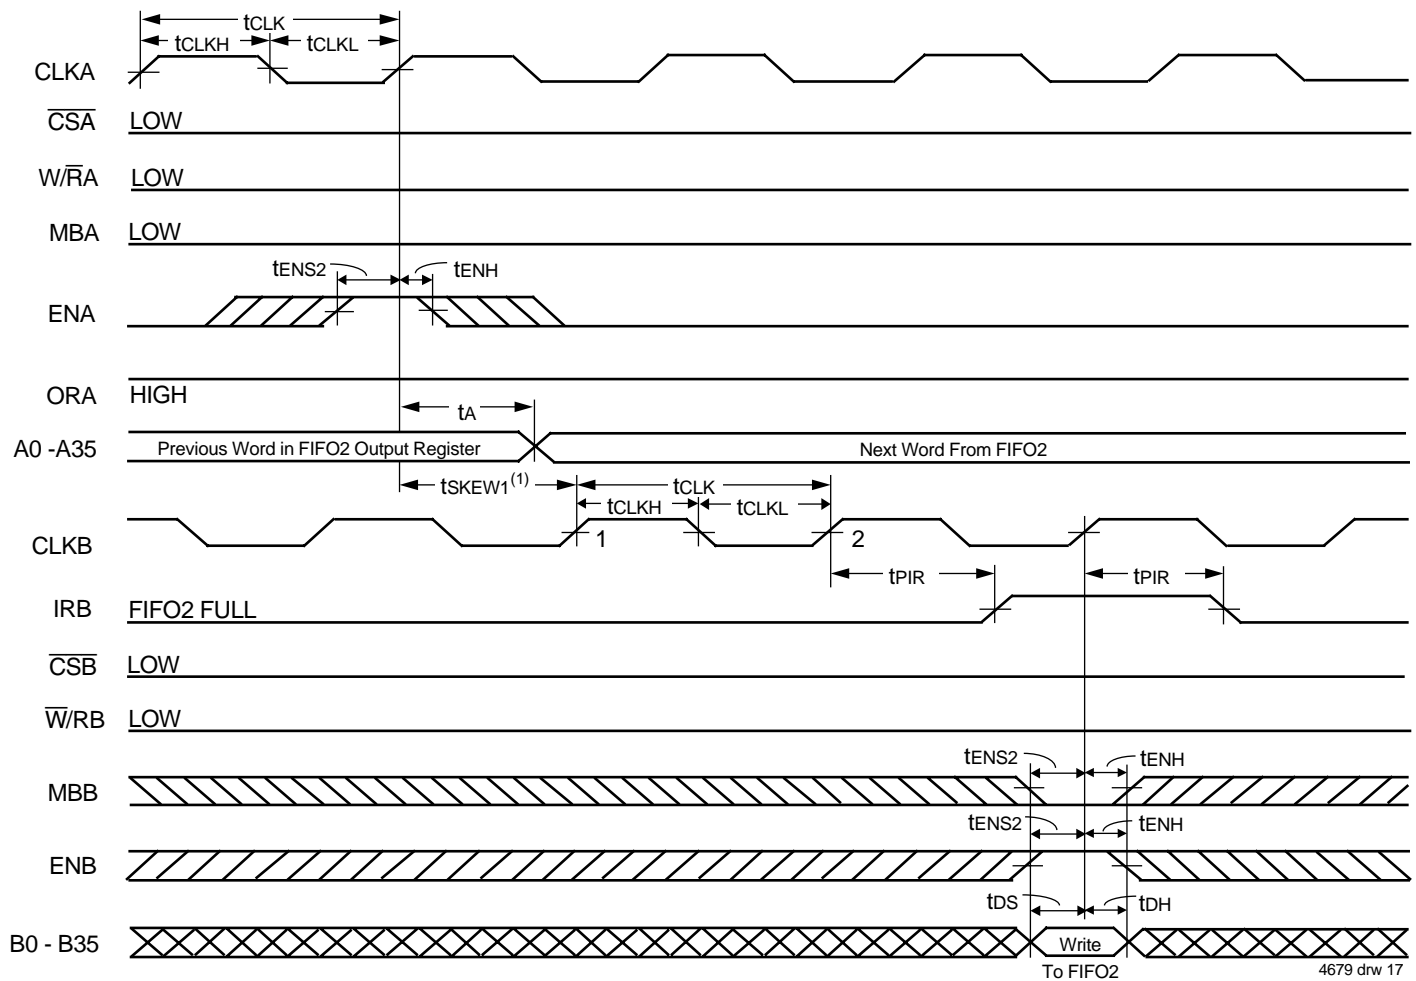 tCLK
tCLKH tCLKL
CLKA
CSA LOW
W/RA LOW
MBA LOW
tENS2 tENH
ENA
ORA HIGH
tA
A0 -A35 Previous Word in FIFO2 Output Register Next Word From FIFO2
tSKEW1(1) tCLK
tCLKH tCLKL
CLKB 1 2
tPIR tPIR
IRB FIFO2 FULL
CSB LOW
W/RB LOW
tENS2 tENH
MBB
tENS2 tENH
ENB
tDS tDH
B0 - B35 Write
To FIFO2
4679 drw 17